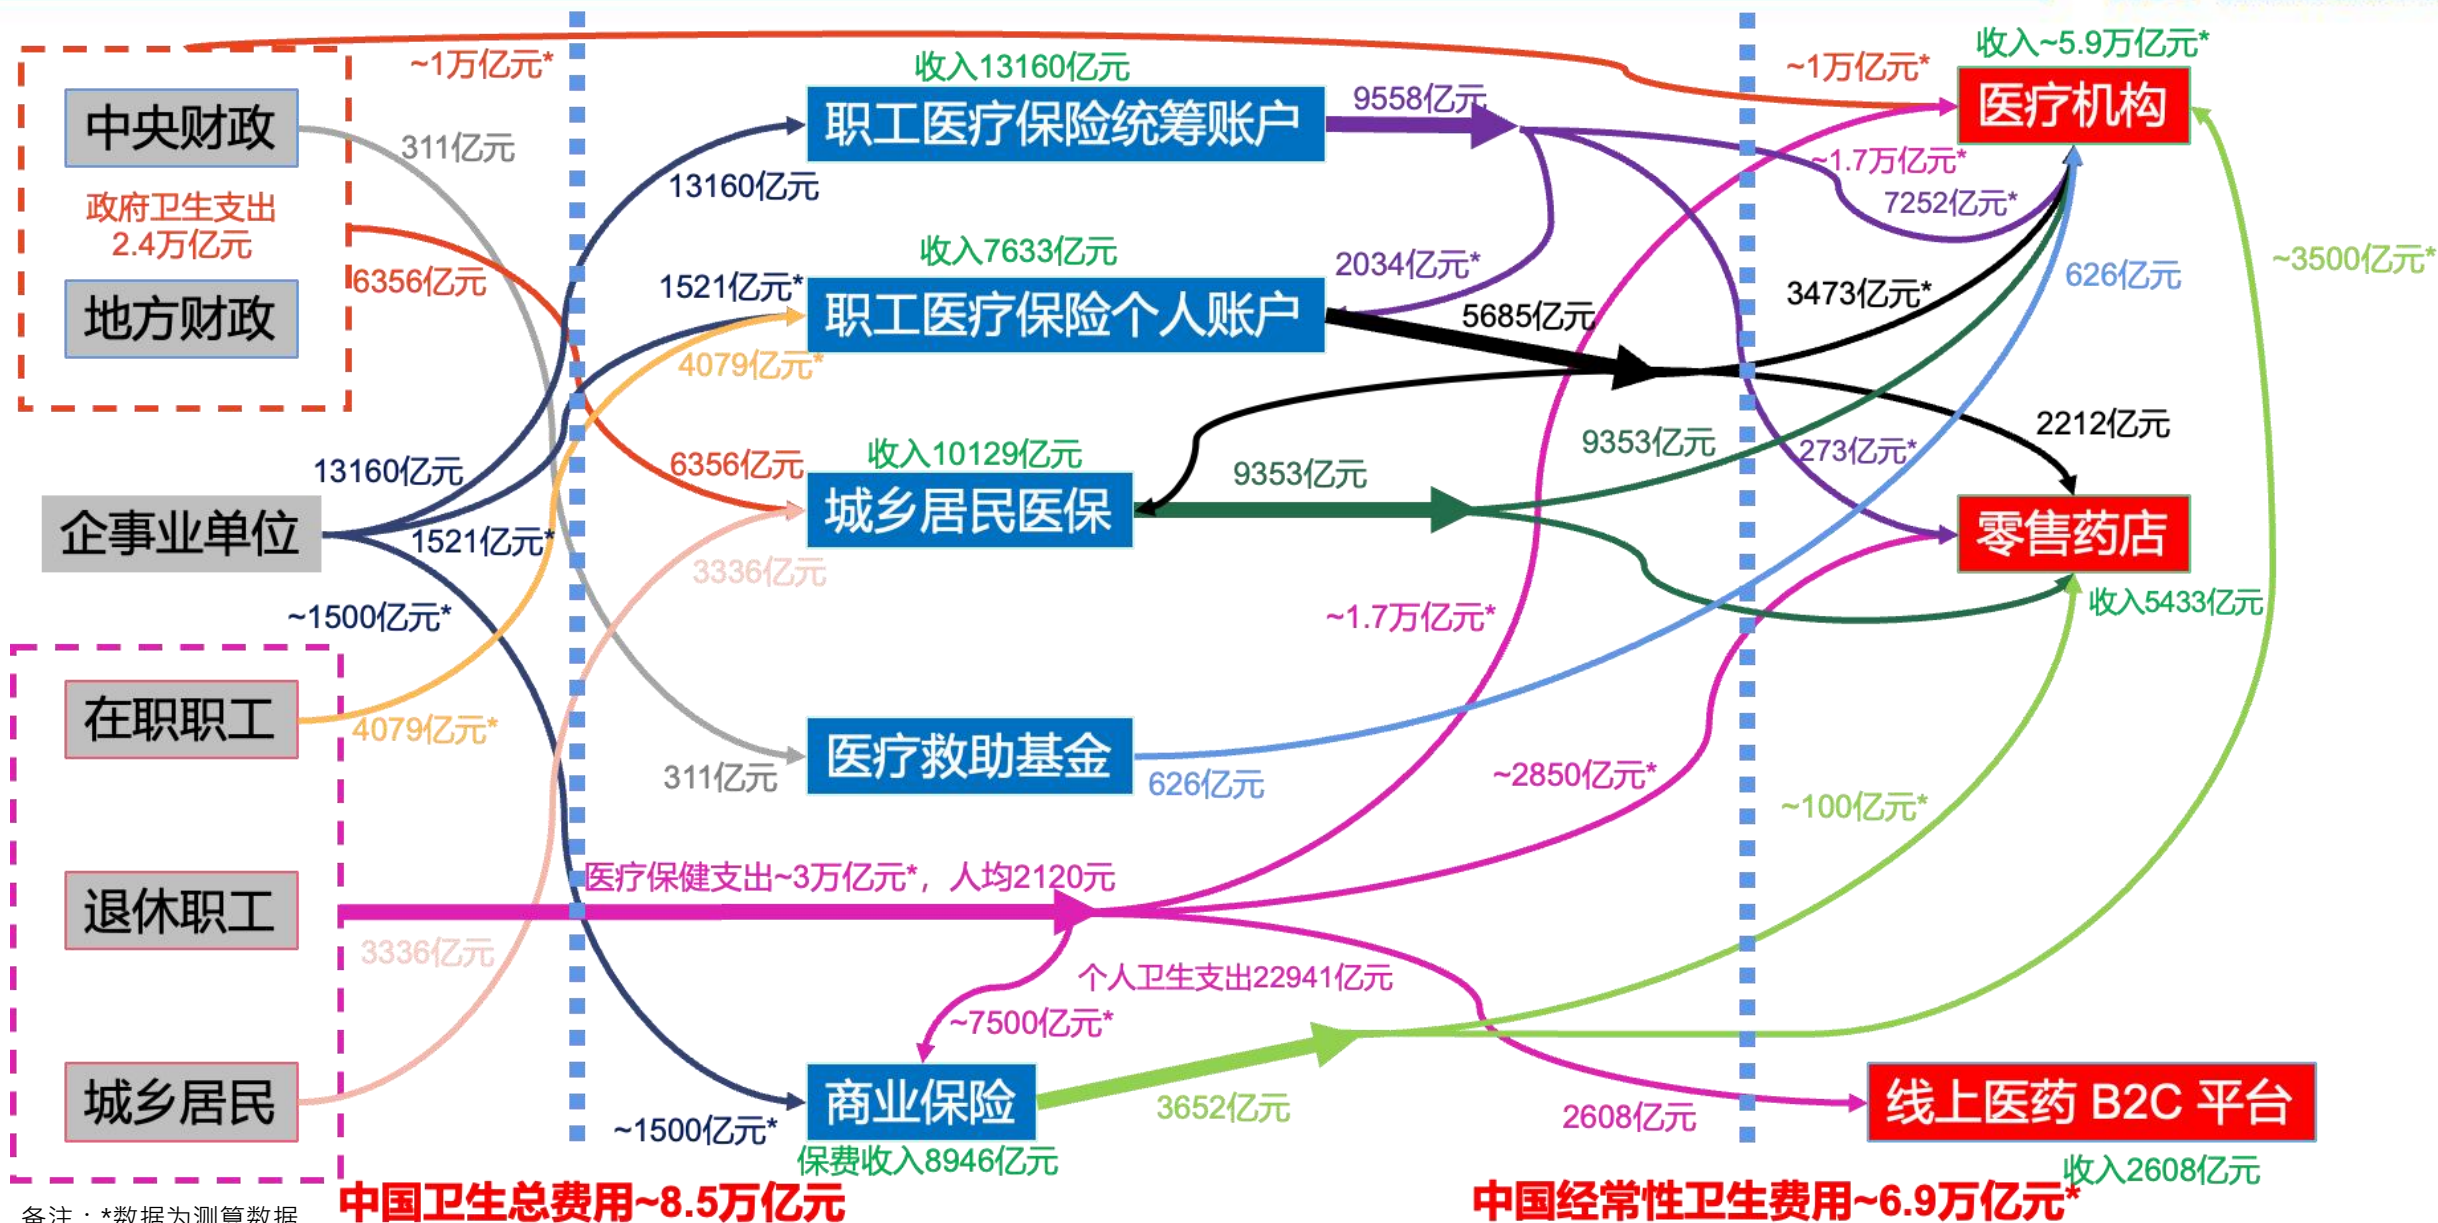 ~1万亿元*
收入13160亿元
收入~5.9万亿元*
~1万亿元*
中央财政
311亿元
职工医疗保险统筹账户
9558亿元
医疗机构
13160亿元
~1.7万亿元*
7252亿元*
政府卫生支出
2.4万亿元
6356亿元
收入7633亿元
1521亿元*
2034亿元*
626亿元
~3500亿元*
地方财政
职工医疗保险个人账户
5685亿元
3473亿元*
4079亿元*
2212亿元
13160亿元
6356亿元
收入10129亿元
9353亿元
9353亿元
273亿元*
企事业单位
1521亿元*
城乡居民医保
零售药店
3336亿元
收入5433亿元
~1500亿元*
~1.7万亿元*
在职职工
4079亿元*
311亿元
医疗救助基金
626亿元
~2850亿元*
~100亿元*
医疗保健支出~3万亿元*，人均2120元
退休职工
3336亿元
个人卫生支出22941亿元
~7500亿元*
城乡居民
~1500亿元*
商业保险
3652亿元
2608亿元
线上医药 B2C 平台
保费收入8946亿元
收入2608亿元
中国卫生总费用~8.5万亿元
中国经常性卫生费用~6.9万亿元*
备注：*数据为测算数据